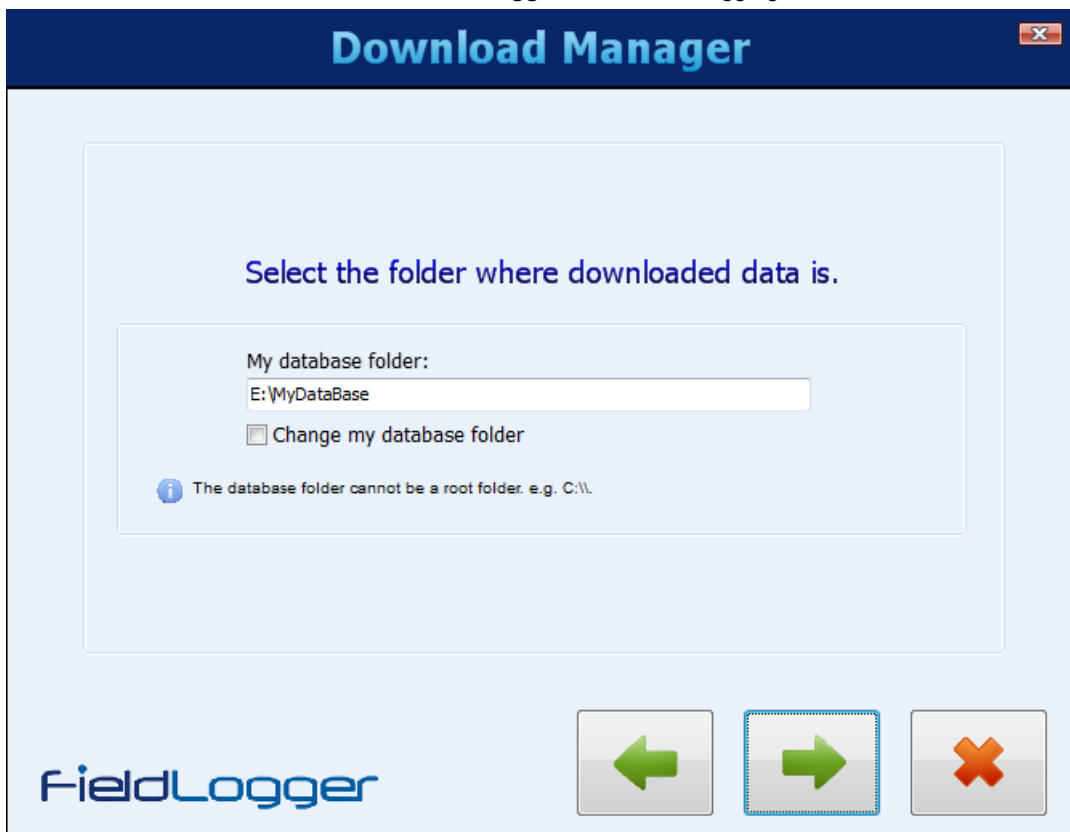 Download Manager
Select the folder where downloaded data is.
My database folder:
E:\MyDataBase
Change my database folder
The database folder cannot be a root folder. e.g. C:\\.
FieldLogger